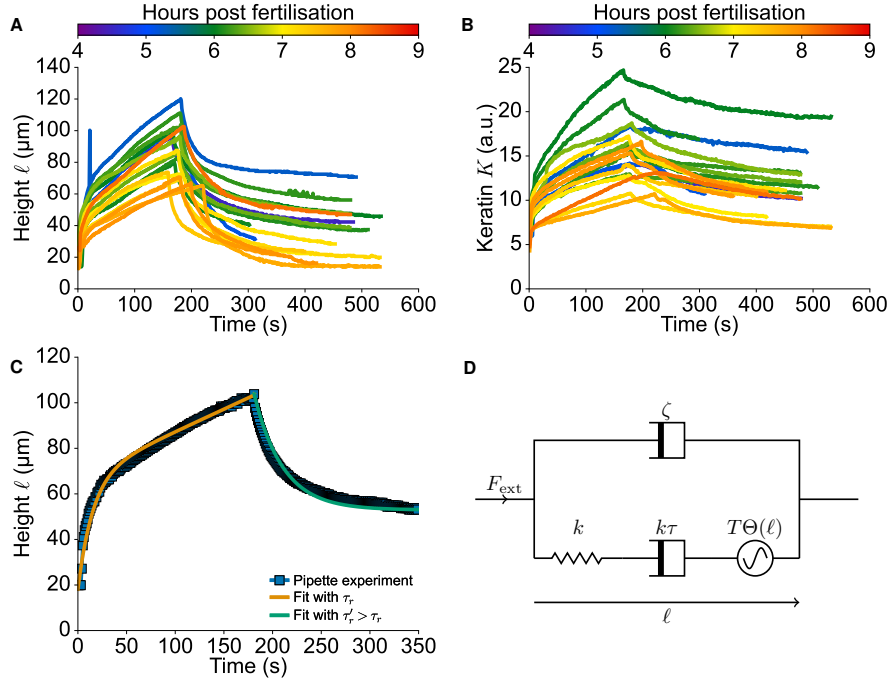 A
Hours post fertilisation
4 5 6 7 8 9
Height ℓ (μm)
140
120
100
80
60
40
20
0
0 100 200 300 400 500 600
Time (s)
B
Hours post fertilisation
4 5 6 7 8 9
Keratin K (a.u.)
25
20
15
10
5
0
0 100 200 300 400 500 600
Time (s)
C
Height ℓ (μm)
120
100
80
60
40
20
0
Pipette experiment
Fit with τr
Fit with τ′r > τr
0 50 100 150 200 250 300 350
Time (s)
D
ζ
Fext
k kτ TΘ(ℓ)
ℓ